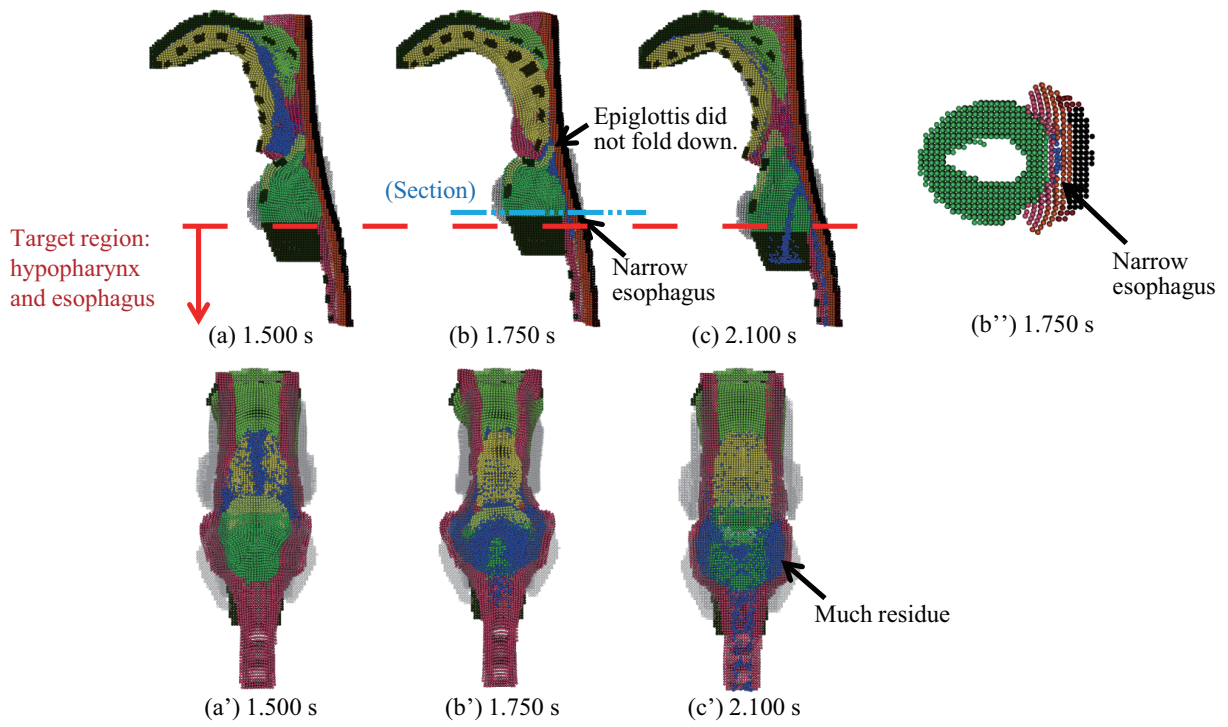 Epiglottis did
not fold down.
(Section)
Target region:
hypopharynx
and esophagus
Narrow
esophagus
Narrow
esophagus
(a) 1.500 s
(b) 1.750 s
(c) 2.100 s
(b'') 1.750 s
Much residue
(a') 1.500 s
(b') 1.750 s
(c') 2.100 s